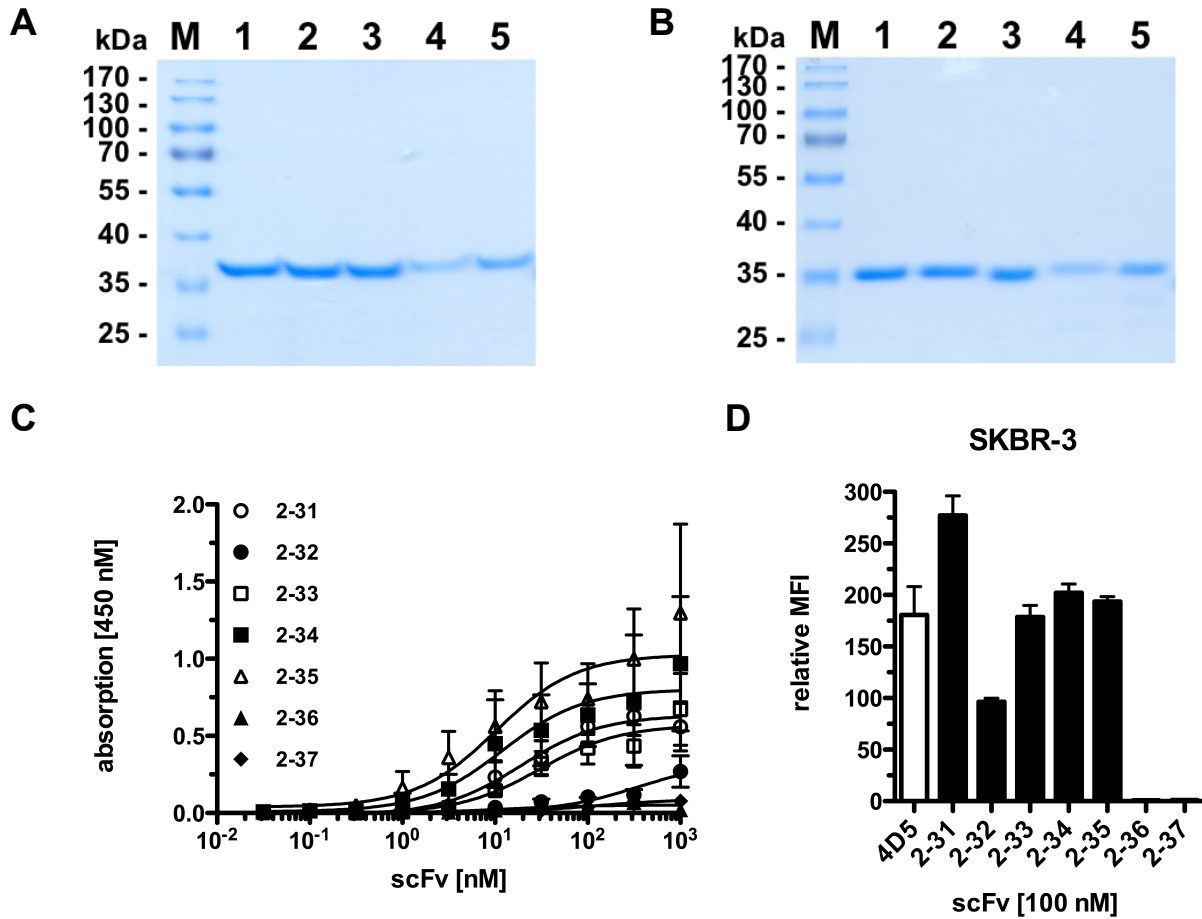 A
kDa M 1 2 3 4 5
170 -
130 -
100 -
70 -
55 -
40 -
35 -
25 -
B
kDa M 1 2 3 4 5
170 -
130 -
100 -
70 -
55 -
40 -
35 -
25 -
C
absorption [450 nM]
2.0
1.5
1.0
0.5
0.0
2-31
2-32
2-33
2-34
2-35
2-36
2-37
10⁻² 10⁻¹ 10⁰ 10¹ 10² 10³
scFv [nM]
D
SKBR-3
relative MFI
300
250
200
150
100
50
0
4D5 2-31 2-32 2-33 2-34 2-35 2-36 2-37
scFv [100 nM]